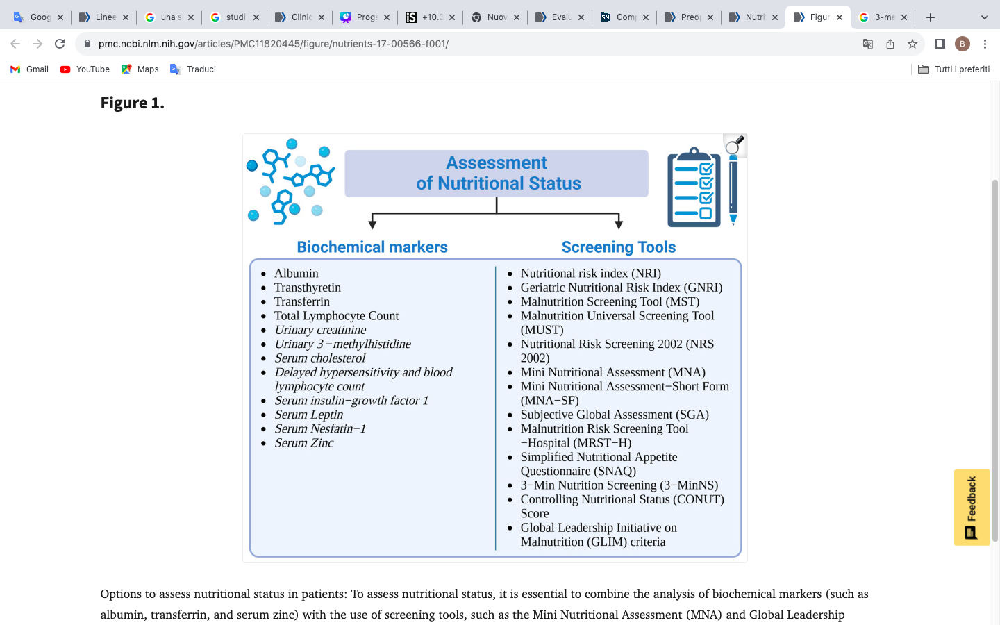 Goog
Linee
una s
studi
Clinic
Proge
+10.3
Nuov
Evalu
Comp
Preop
Nutri
Figur
3-me
pmc.ncbi.nlm.nih.gov/articles/PMC11820445/figure/nutrients-17-00566-f001/
B
Gmail
YouTube
Maps
Traduci
Tutti i preferiti
Figure 1.
Assessment
of Nutritional Status
Biochemical markers
• Albumin
• Transthyretin
• Transferrin
• Total Lymphocyte Count
• Urinary creatinine
• Urinary 3−methylhistidine
• Serum cholesterol
• Delayed hypersensitivity and blood
lymphocyte count
• Serum insulin−growth factor 1
• Serum Leptin
• Serum Nesfatin−1
• Serum Zinc
Screening Tools
• Nutritional risk index (NRI)
• Geriatric Nutritional Risk Index (GNRI)
• Malnutrition Screening Tool (MST)
• Malnutrition Universal Screening Tool
(MUST)
• Nutritional Risk Screening 2002 (NRS
2002)
• Mini Nutritional Assessment (MNA)
• Mini Nutritional Assessment−Short Form
(MNA−SF)
• Subjective Global Assessment (SGA)
• Malnutrition Risk Screening Tool
−Hospital (MRST−H)
• Simplified Nutritional Appetite
Questionnaire (SNAQ)
• 3−Min Nutrition Screening (3−MinNS)
• Controlling Nutritional Status (CONUT)
Score
• Global Leadership Initiative on
Malnutrition (GLIM) criteria
Feedback
Options to assess nutritional status in patients: To assess nutritional status, it is essential to combine the analysis of biochemical markers (such as
albumin, transferrin, and serum zinc) with the use of screening tools, such as the Mini Nutritional Assessment (MNA) and Global Leadership